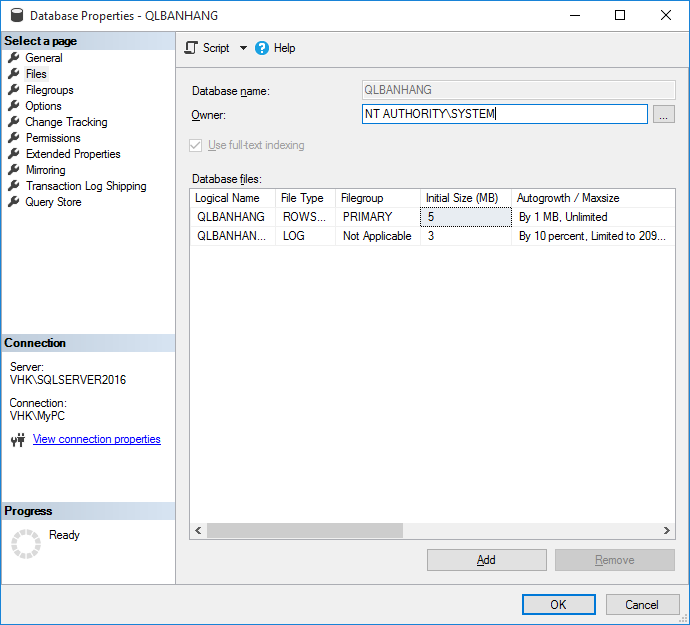 Database Properties - QLBANHANG
Select a page
General
Files
Filegroups
Options
Change Tracking
Permissions
Extended Properties
Mirroring
Transaction Log Shipping
Query Store
Connection
Server:
VHK\SQLSERVER2016
Connection:
VHK\MyPC
View connection properties
Progress
Ready
Script Help
Database name: QLBANHANG
Owner: NT AUTHORITY\SYSTEM ...
Use full-text indexing
Database files:
Logical Name File Type Filegroup Initial Size (MB) Autogrowth / Maxsize
QLBANHANG ROWS... PRIMARY 5 By 1 MB, Unlimited
QLBANHAN... LOG Not Applicable 3 By 10 percent, Limited to 209...
Add Remove
OK Cancel